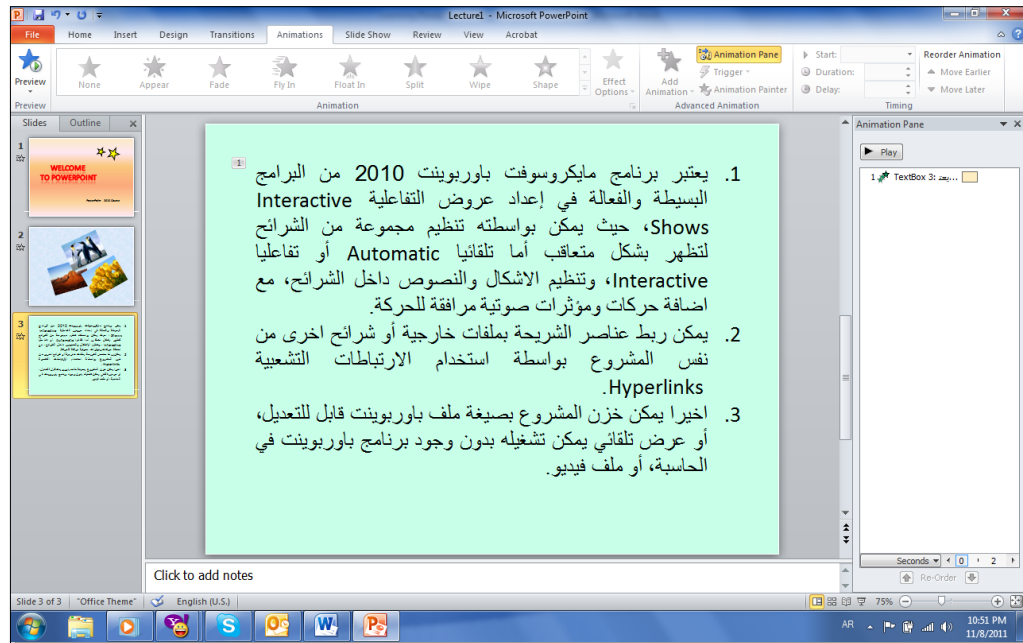 Lecture1 - Microsoft PowerPoint
File Home Insert Design Transitions Animations Slide Show Review View Acrobat
Preview
None Appear Fade Fly In Float In Split Wipe Shape
Effect Options
Add Animation
Animation Pane
Trigger
Animation Painter
Start:
Duration:
Delay:
Reorder Animation
Move Earlier
Move Later
Preview Animation Advanced Animation Timing
Slides Outline
1
WELCOME
TO POWERPOINT
2
3
1
1. يعتبر برنامج مايكروسوفت باوربوينت 2010 من البرامج
البسيطة والفعالة في إعداد عروض التفاعلية Interactive
Shows، حيث يمكن بواسطته تنظيم مجموعة من الشرائح
لتظهر بشكل متعاقب أما تلقائيا Automatic أو تفاعليا
Interactive، وتنظيم الاشكال والنصوص داخل الشرائح، مع
اضافة حركات ومؤثرات صوتية مرافقة للحركة.
2. يمكن ربط عناصر الشريحة بملفات خارجية أو شرائح اخرى من
نفس المشروع بواسطة استخدام الارتباطات التشعبية
Hyperlinks.
3. اخيرا يمكن خزن المشروع بصيغة ملف باوربوينت قابل للتعديل،
أو عرض تلقائي يمكن تشغيله بدون وجود برنامج باوربوينت في
الحاسبة، أو ملف فيديو.
Animation Pane
Play
1 TextBox 3:
Seconds 0 2
Re-Order
Click to add notes
Slide 3 of 3 "Office Theme" English (U.S.) 75%
AR
10:51 PM
11/8/2011